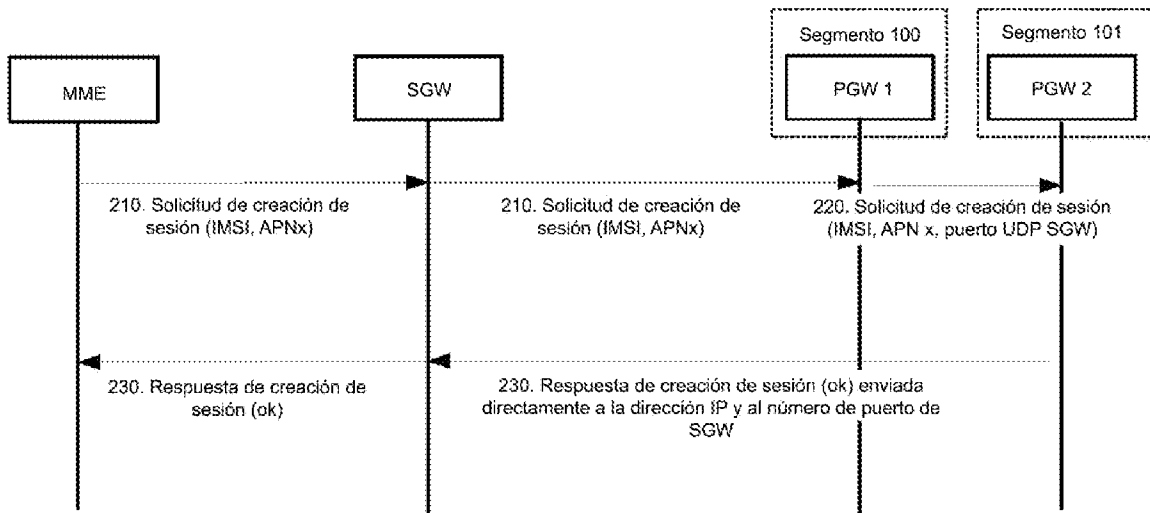 Segmento 100
Segmento 101
MME
SGW
PGW 1
PGW 2
210. Solicitud de creación de
sesión (IMSI, APNx)
210. Solicitud de creación de
sesión (IMSI, APNx)
220. Solicitud de creación de sesión
(IMSI, APN x, puerto UDP SGW)
230. Respuesta de creación de
sesión (ok)
230. Respuesta de creación de sesión (ok) enviada
directamente a la dirección IP y al número de puerto de
SGW